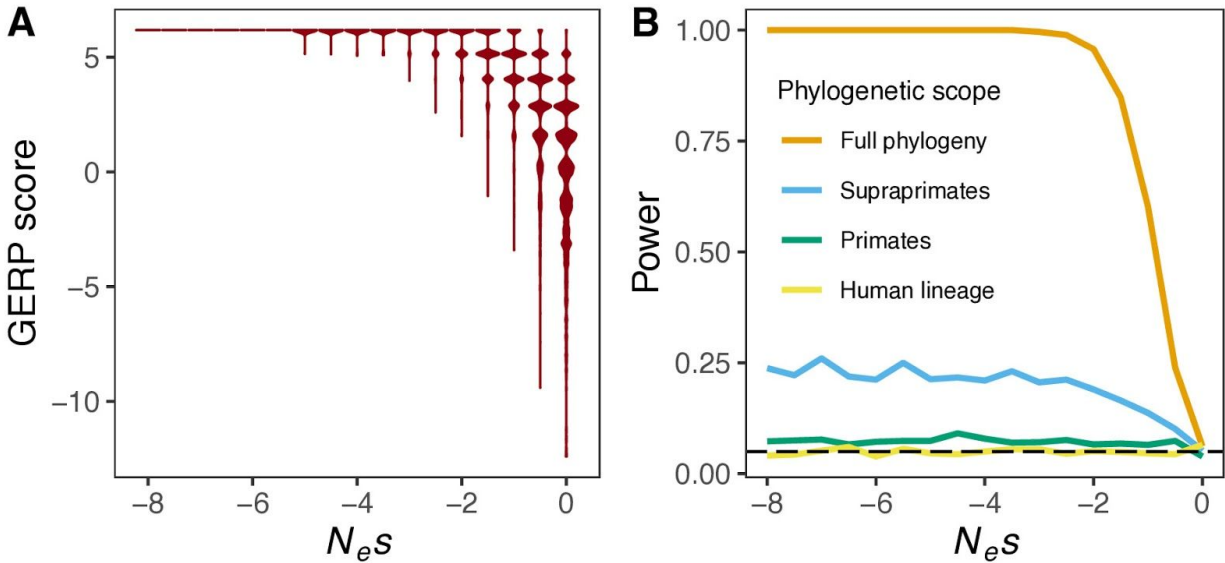 A
GERP score
5
0
−5
−10
−8
−6
−4
−2
0
Nes
B
Power
1.00
0.75
0.50
0.25
0.00
Phylogenetic scope
Full phylogeny
Supraprimates
Primates
Human lineage
−8
−6
−4
−2
0
Nes